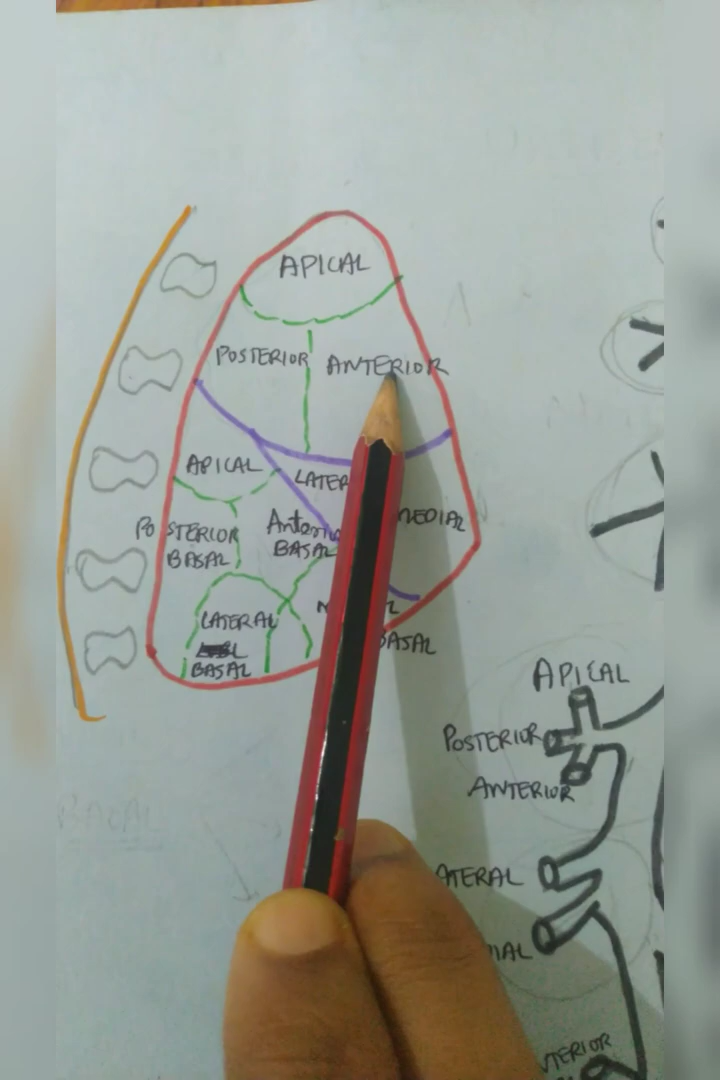 APICAL
POSTERIOR ANTERIOR
APICAL
LATER
POSTERIOR
BASAL
BASAL
MEDIAL
LATERAL
BASAL
BASAL
APICAL
POSTERIOR
ANTERIOR
ATERAL
IAL
TERIOR